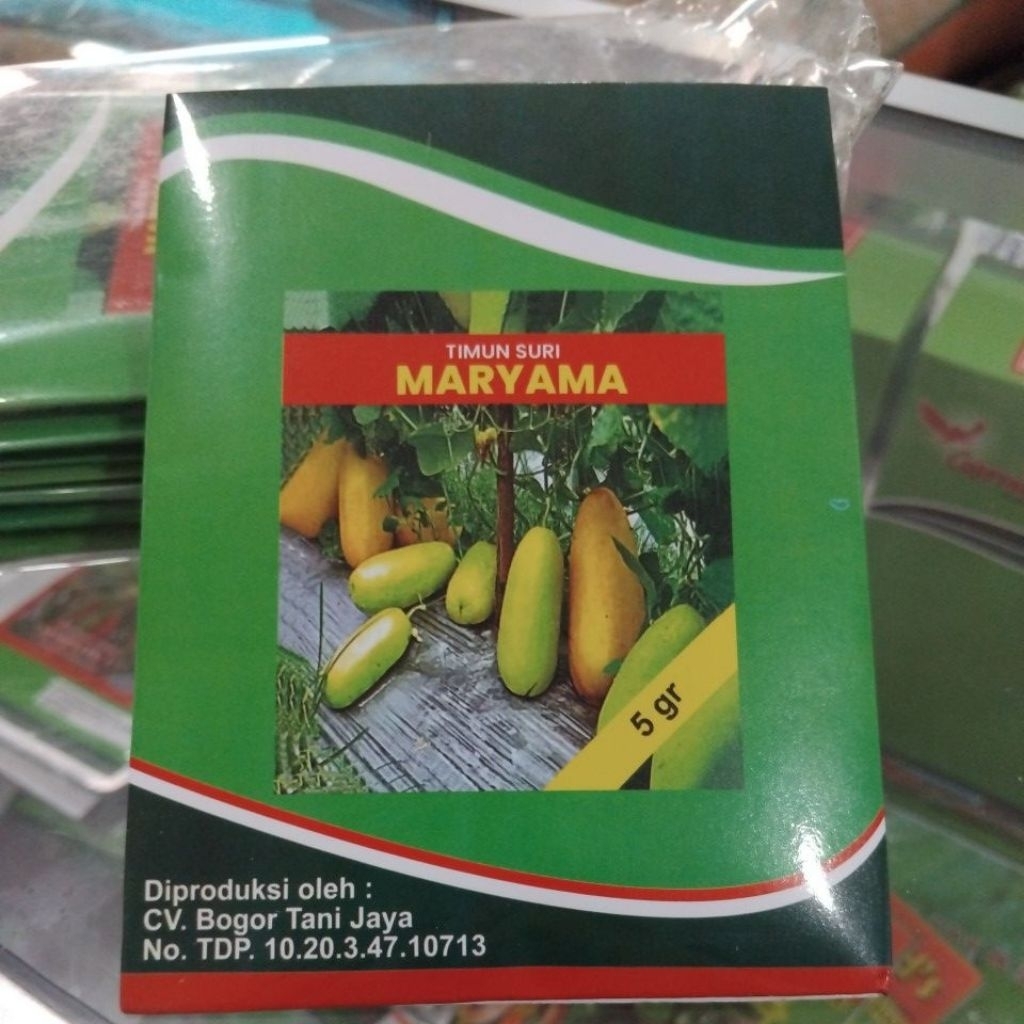 TIMUN SURI
MARYAMA
5 gr
Diproduksi oleh :
CV. Bogor Tani Jaya
No. TDP. 10.20.3.47.10713